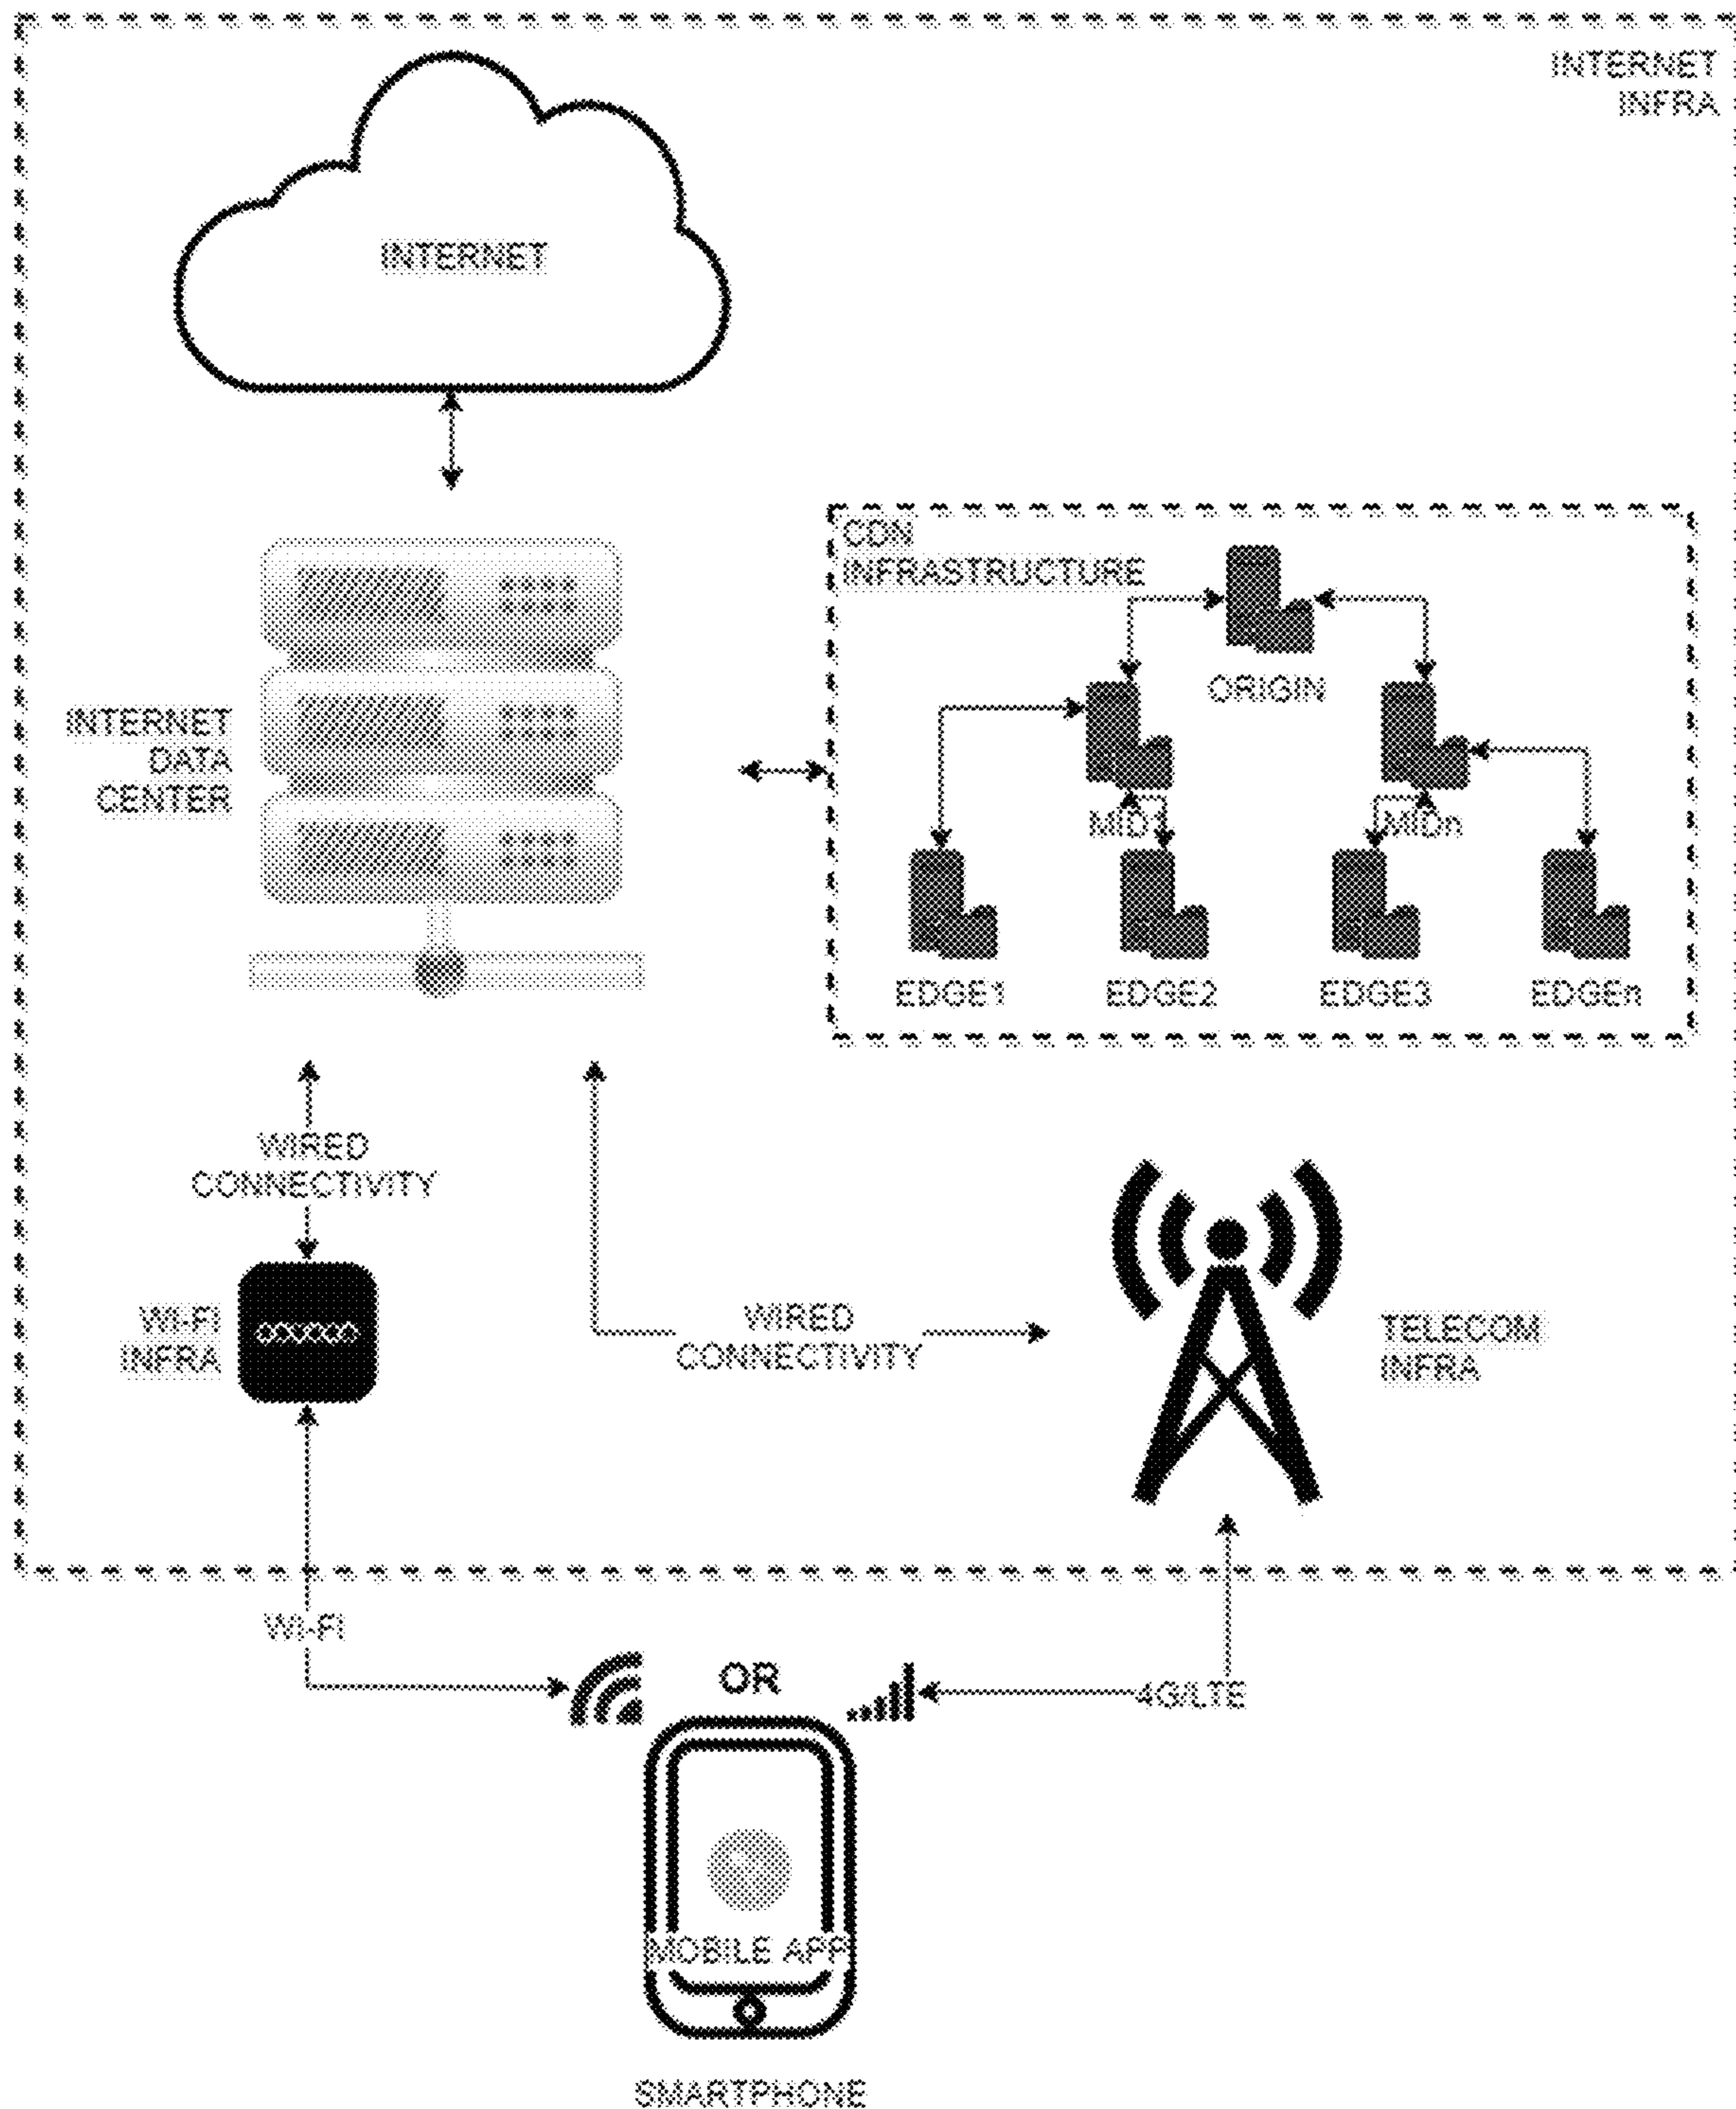 INTERNET
INFRA
INTERNET
CDN
INFRASTRUCTURE
ORIGIN
INTERNET
DATA
CENTER
MID1
MIDn
EDGE1
EDGE2
EDGE3
EDGEn
WIRED
CONNECTIVITY
WI-FI
INFRA
WIRED
CONNECTIVITY
TELECOM
INFRA
WI-FI
OR
4G/LTE
MOBILE APP
SMARTPHONE